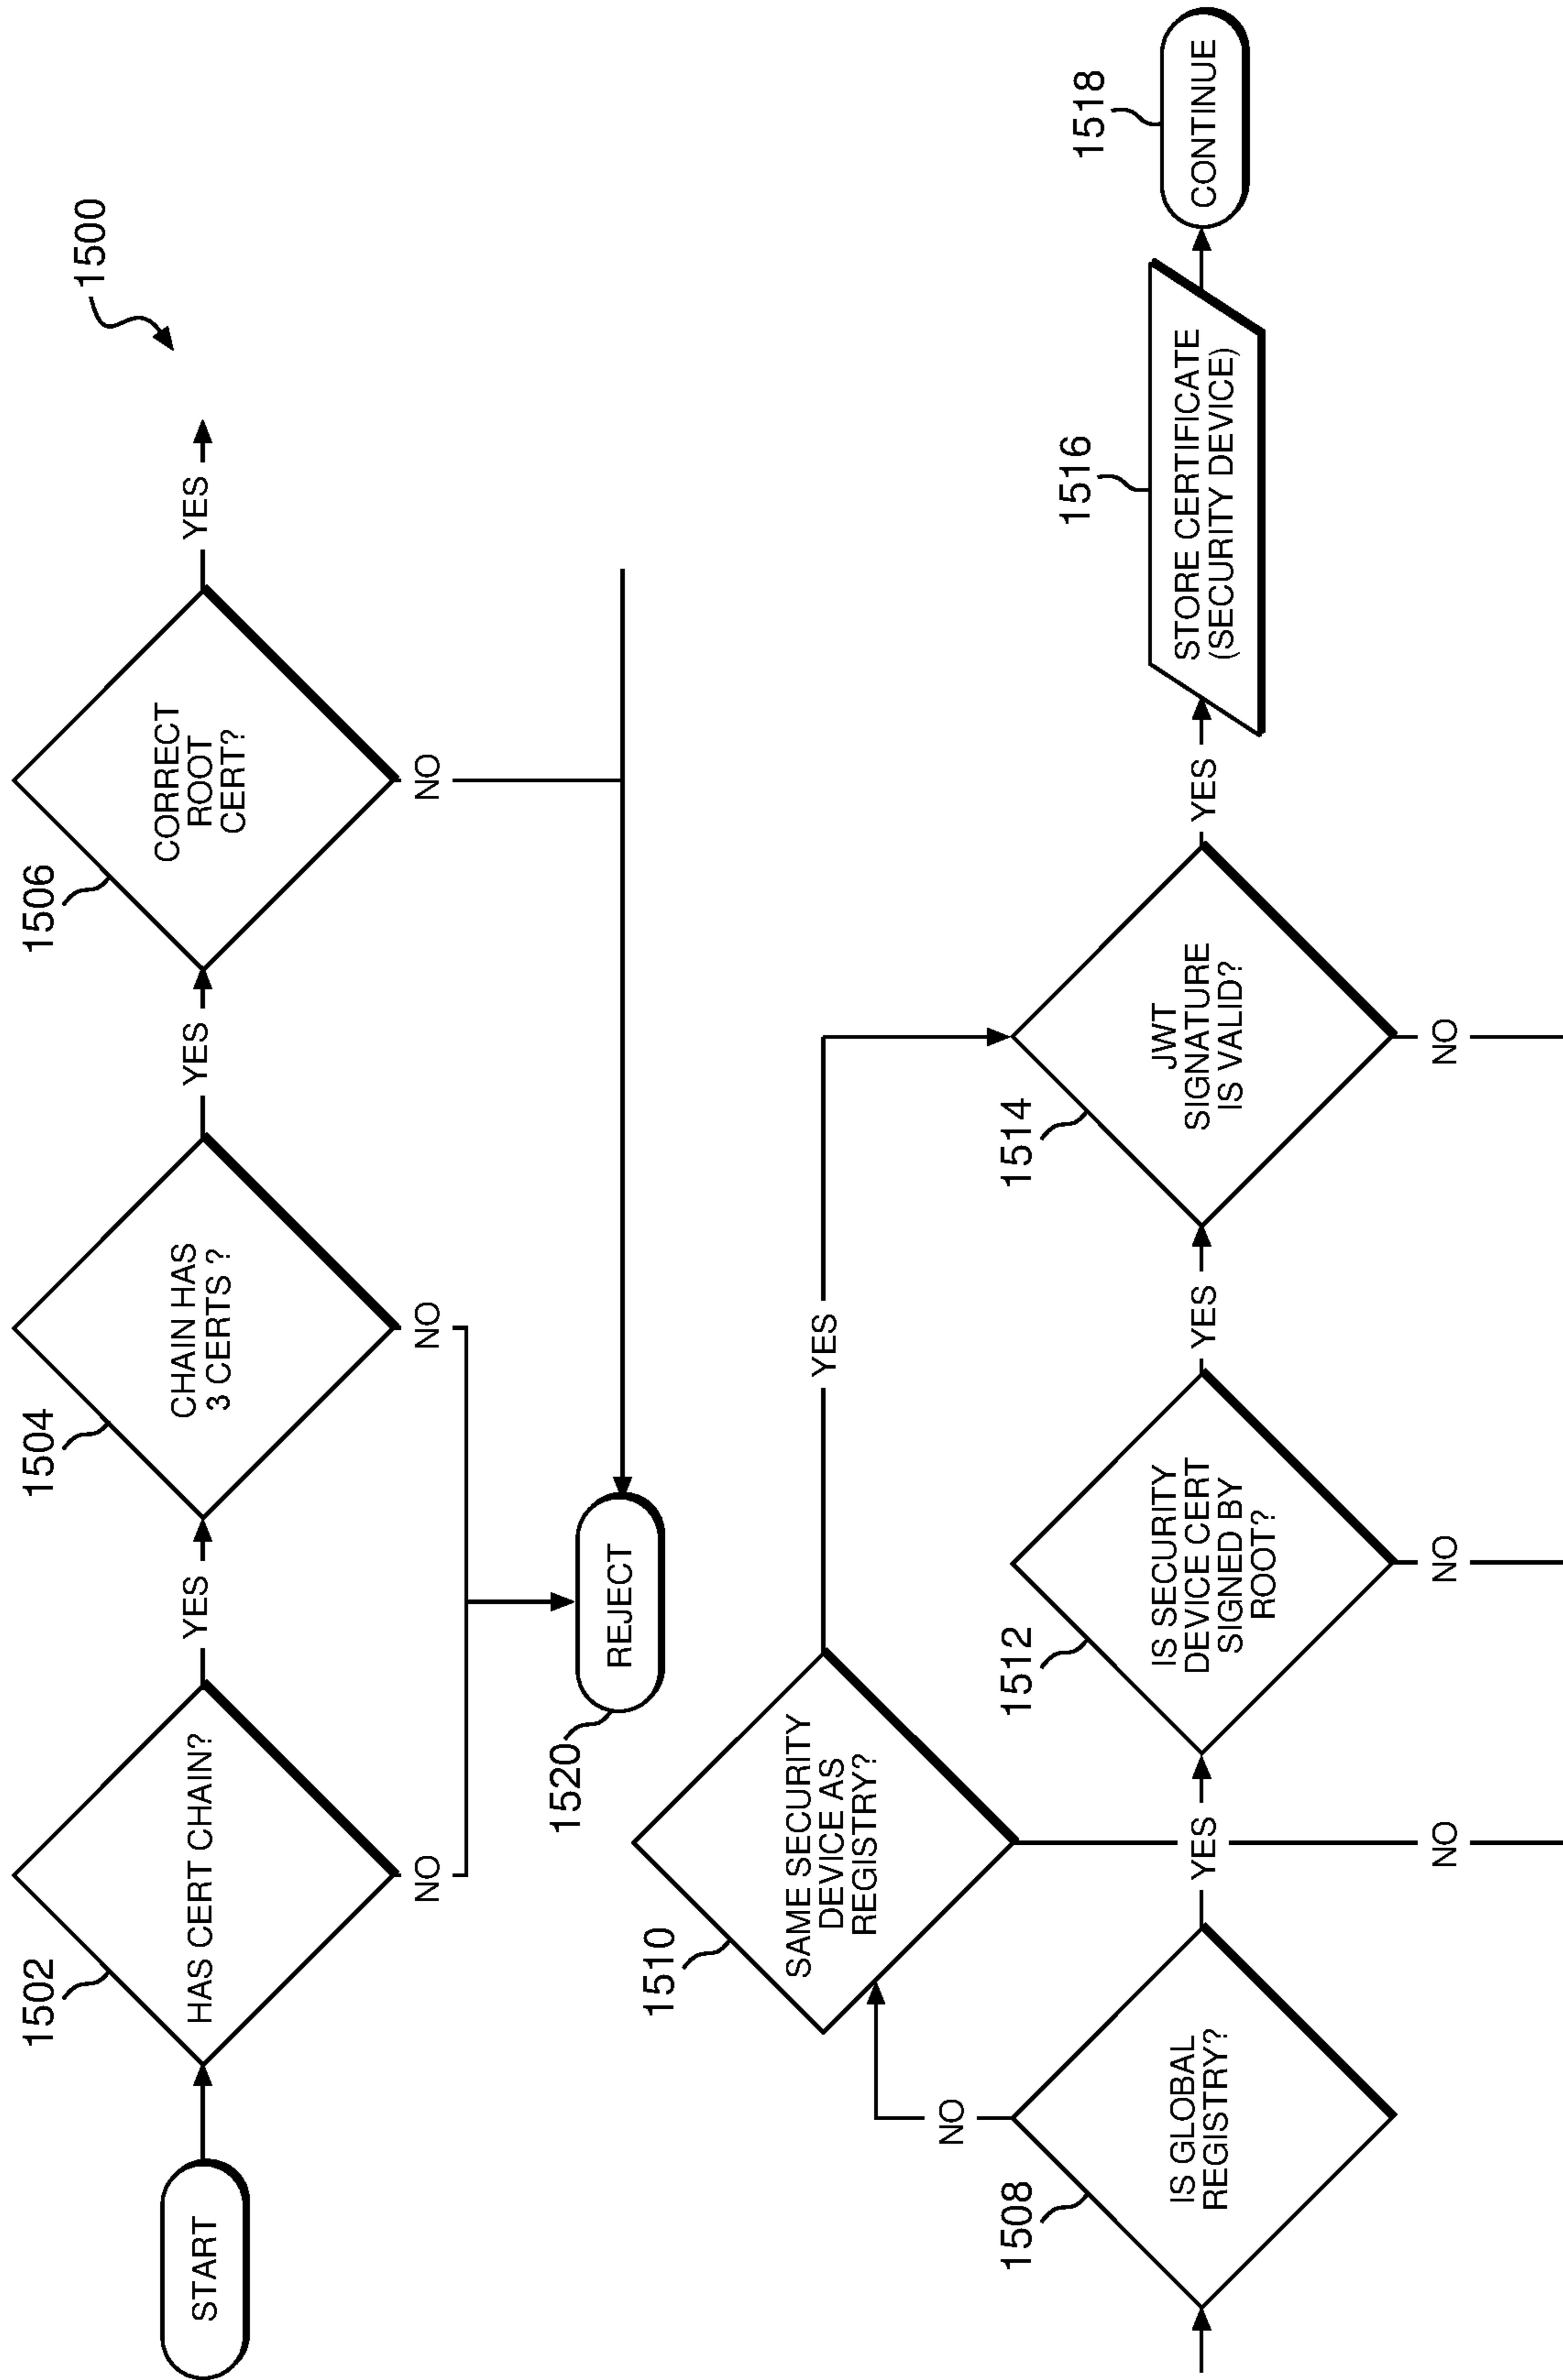 1500
START
1502
HAS CERT CHAIN?
YES
NO
1504
CHAIN HAS
3 CERTS ?
YES
NO
1506
CORRECT
ROOT
CERT?
YES
NO
1520
REJECT
1508
IS GLOBAL
REGISTRY?
NO
YES
1510
SAME SECURITY
DEVICE AS
REGISTRY?
YES
NO
1512
IS SECURITY
DEVICE CERT
SIGNED BY
ROOT?
YES
NO
1514
JWT
SIGNATURE
IS VALID?
YES
NO
1516
STORE CERTIFICATE
(SECURITY DEVICE)
1518
CONTINUE